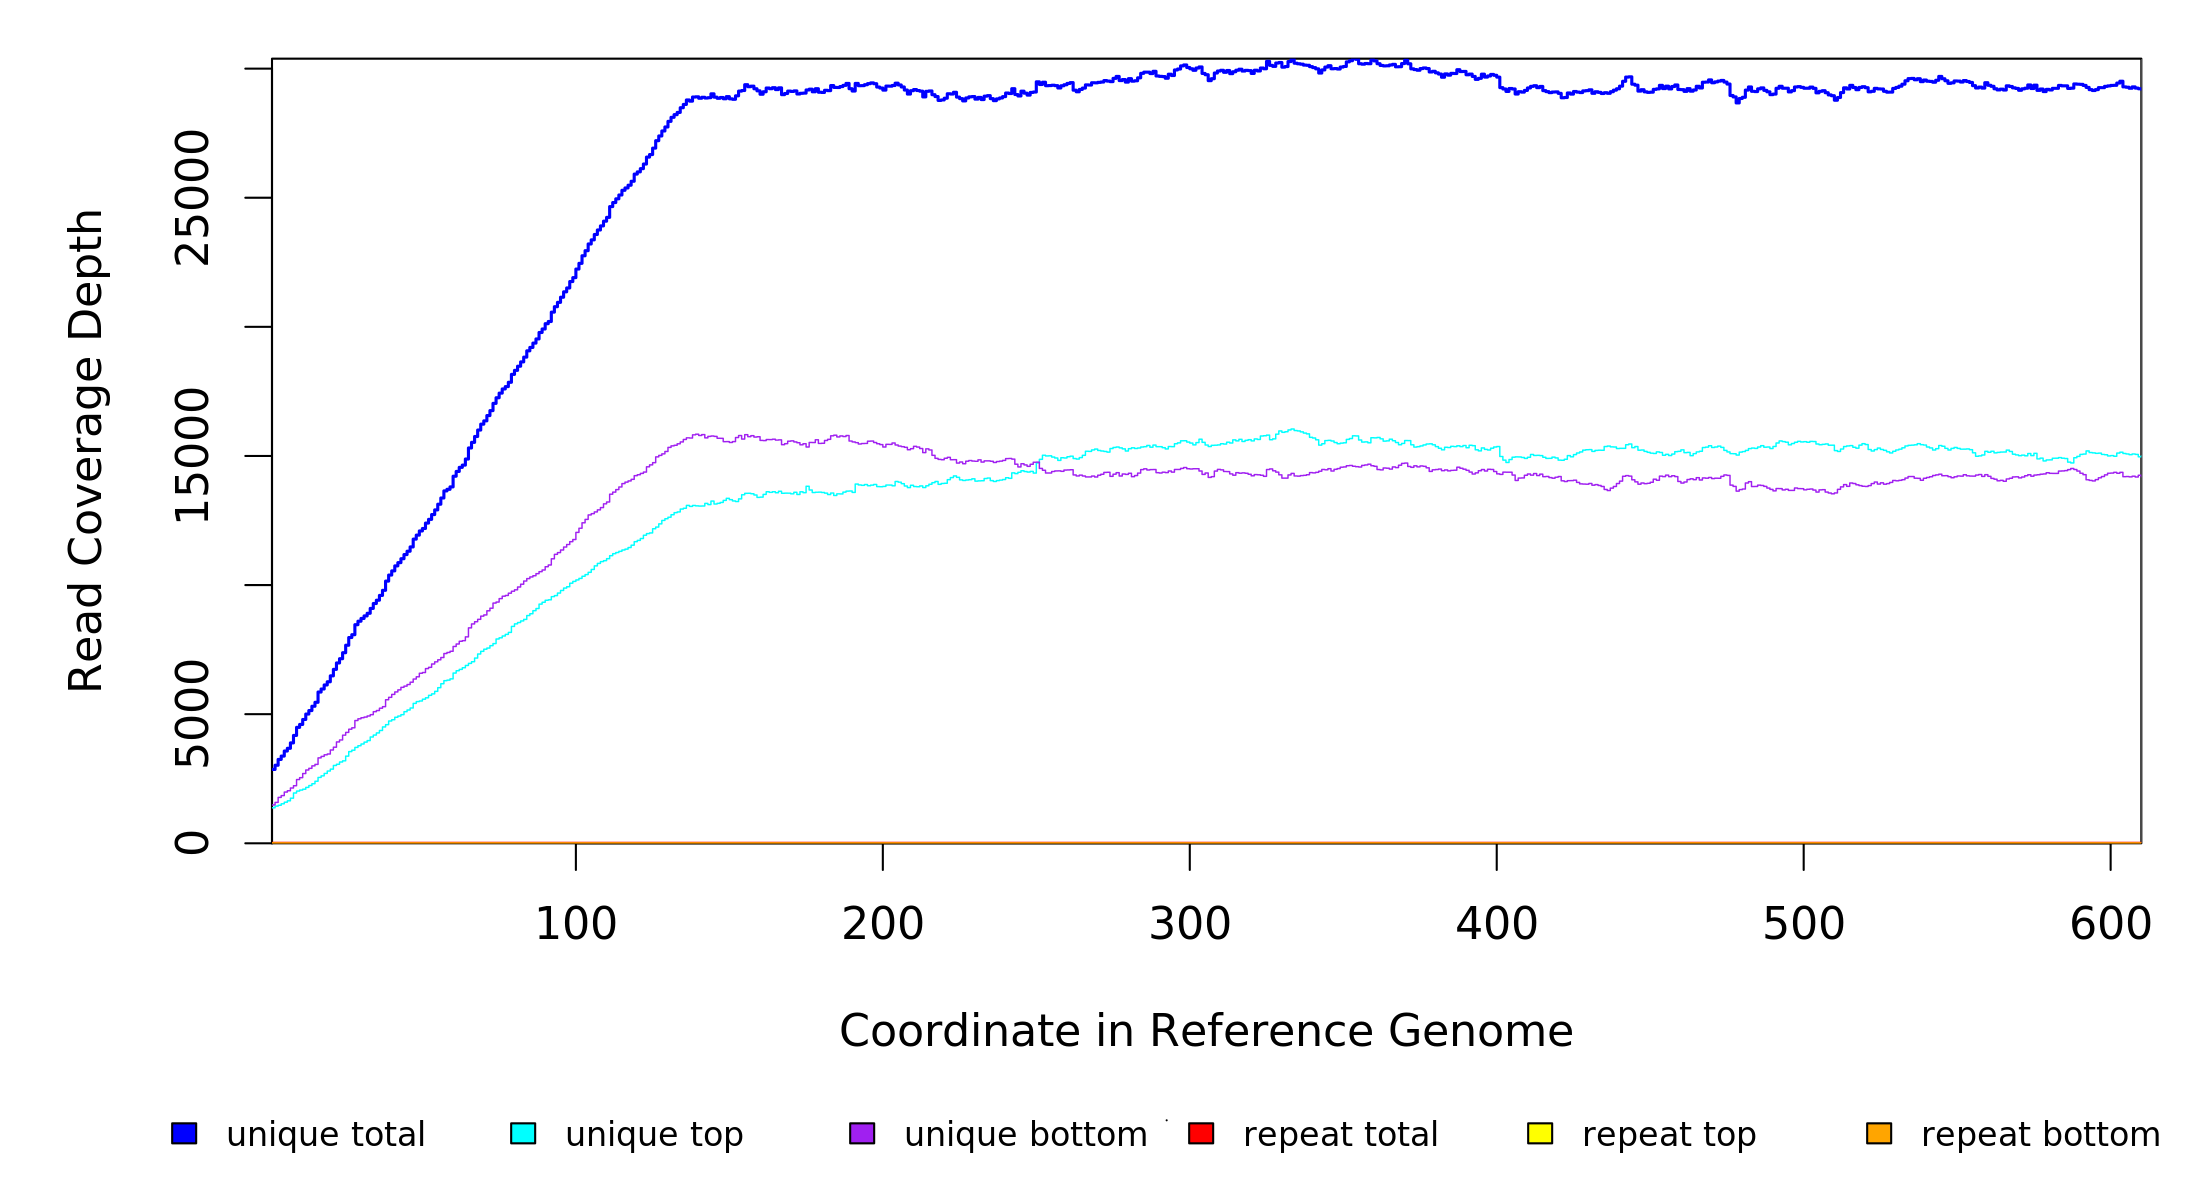 Read Coverage Depth
25000
15000
5000
0
100 200 300 400 500 600
Coordinate in Reference Genome
unique total unique top unique bottom repeat total repeat top repeat bottom